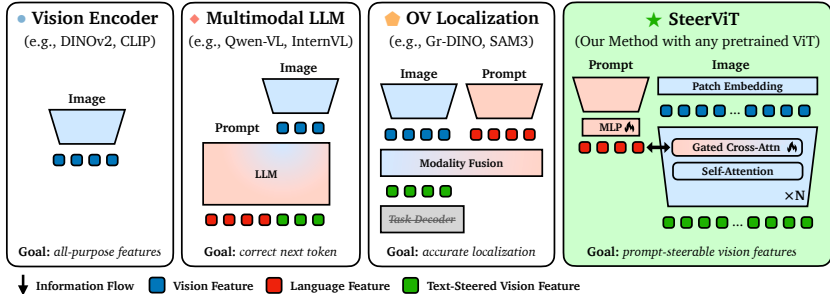 Vision Encoder
(e.g., DINOv2, CLIP)
Image
Goal: all-purpose features
Multimodal LLM
(e.g., Qwen-VL, InternVL)
Image
Prompt
LLM
Goal: correct next token
OV Localization
(e.g., Gr-DINO, SAM3)
Image Prompt
Modality Fusion
Task Decoder
Goal: accurate localization
SteerViT
(Our Method with any pretrained ViT)
Prompt Image
Patch Embedding
...
MLP
Gated Cross-Attn
Self-Attention
×N
...
Goal: prompt-steerable vision features
Information Flow Vision Feature Language Feature Text-Steered Vision Feature